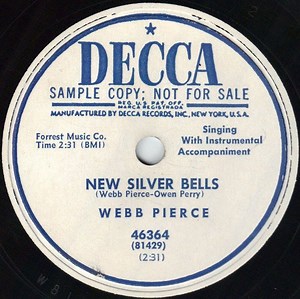 DECCA
SAMPLE COPY; NOT FOR SALE
REG. U.S. PAT. OFF.
MARCA REGISTRADA
MANUFACTURED BY DECCA RECORDS, INC., NEW YORK, U.S.A.
Forrest Music Co.
Time 2:31 (BMI)
Singing
With Instrumental
Accompaniment
NEW SILVER BELLS
(Webb Pierce-Owen Perry)
WEBB PIERCE
46364
(81429)
(2:31)